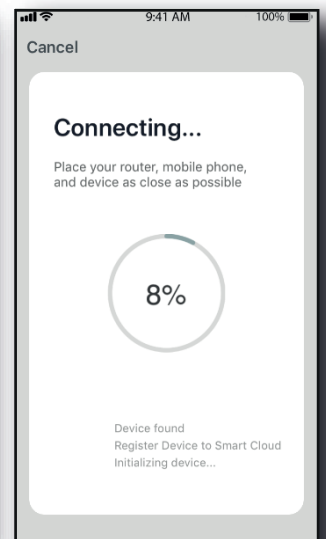 9:41 AM 100%
Cancel
Connecting...
Place your router, mobile phone,
and device as close as possible
8%
Device found
Register Device to Smart Cloud
Initializing device...